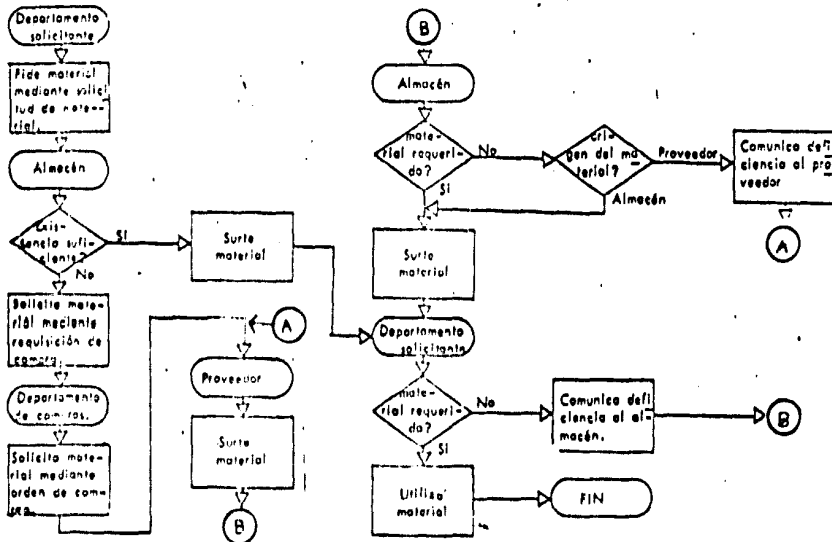 Departamento
solicitante
Pide material
mediante solici
tud de mate--
rial.
Almacén
Exis-
tencia sufi-
ciente?
SI
No
Surte
material
Solicita mate-
rial mediante
requisición de
compra.
Departamento
de compras.
Solicita material
mediante
orden de com-
pra.
A
Proveedor
Surte
material
B
B
Almacén
mate-
rial requeri-
do?
No
SI
ori-
gen del ma
terial?
Proveedor
Almacén
Comunica defi
ciencia al pro
veedor
A
Surte
material
Departamento
solicitante
mate-
rial requeri-
do?
No
SI
Comunica defi
ciencia al al-
macén.
B
Utiliza
material
FIN